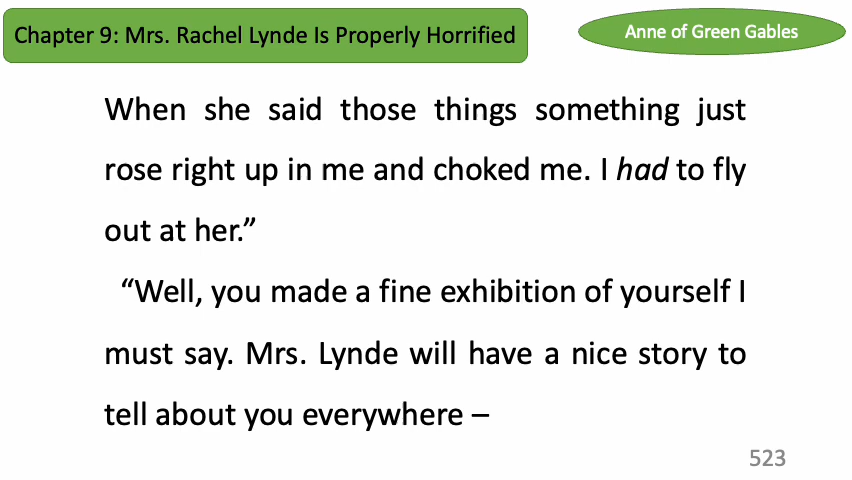 Chapter 9: Mrs. Rachel Lynde Is Properly Horrified
Anne of Green Gables
When she said those things something just
rose right up in me and choked me. I had to fly
out at her.”
“Well, you made a fine exhibition of yourself I
must say. Mrs. Lynde will have a nice story to
tell about you everywhere –
523